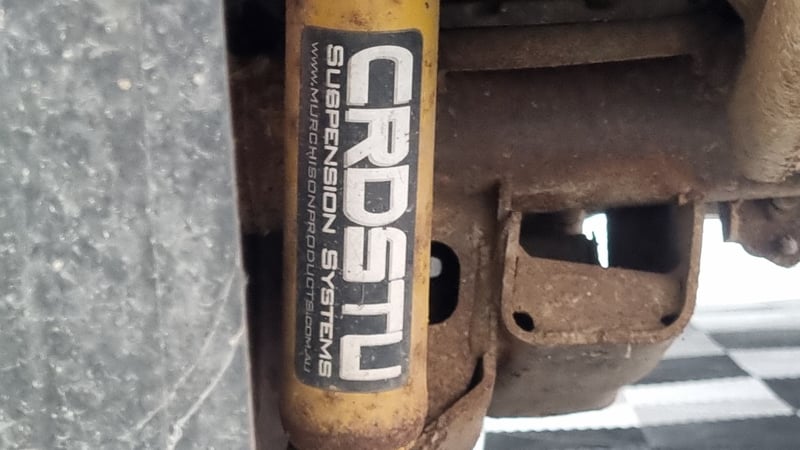 CRDSTU
SUSPENSION SYSTEMS
WWW.MURCHISONPRODUCTS.COM.AU